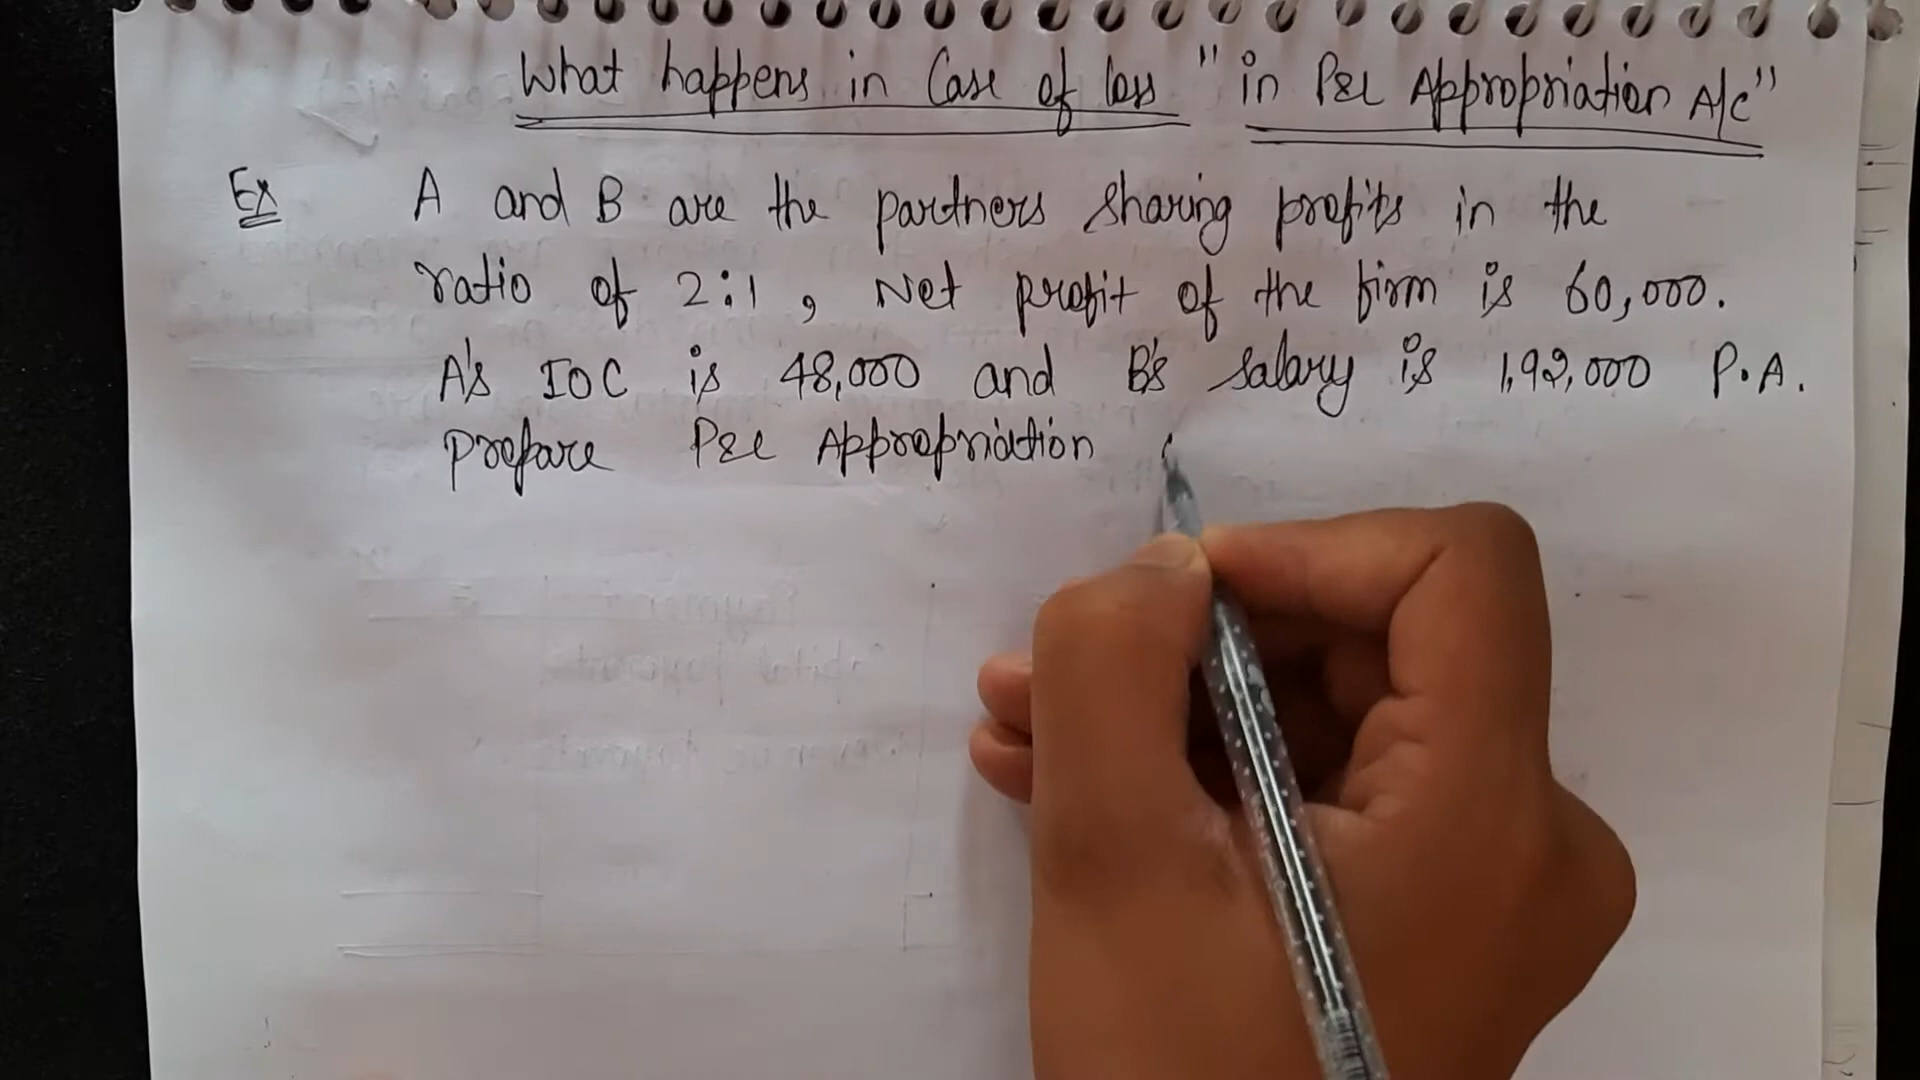 What happens in Case of loss "in P&L Appropriation A/c"
Ex A and B are the partners sharing profits in the
ratio of 2:1, Net profit of the firm is 60,000.
A's IOC is 48,000 and B's salary is 1,92,000 P.A.
Prepare P&L Appropriation